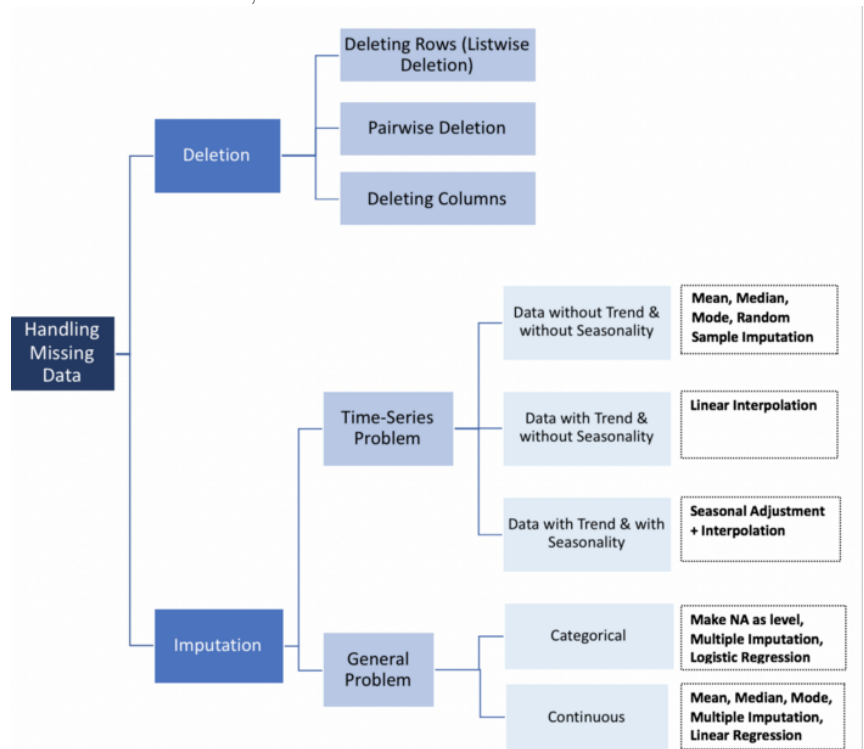 Deleting Rows (Listwise
Deletion)
Pairwise Deletion
Deletion
Deleting Columns
Handling
Missing
Data
Time-Series
Problem
Data without Trend &
without Seasonality
Mean, Median,
Mode, Random
Sample Imputation
Data with Trend &
without Seasonality
Linear Interpolation
Data with Trend & with
Seasonality
Seasonal Adjustment
+ Interpolation
Imputation
General
Problem
Categorical
Make NA as level,
Multiple Imputation,
Logistic Regression
Continuous
Mean, Median, Mode,
Multiple Imputation,
Linear Regression